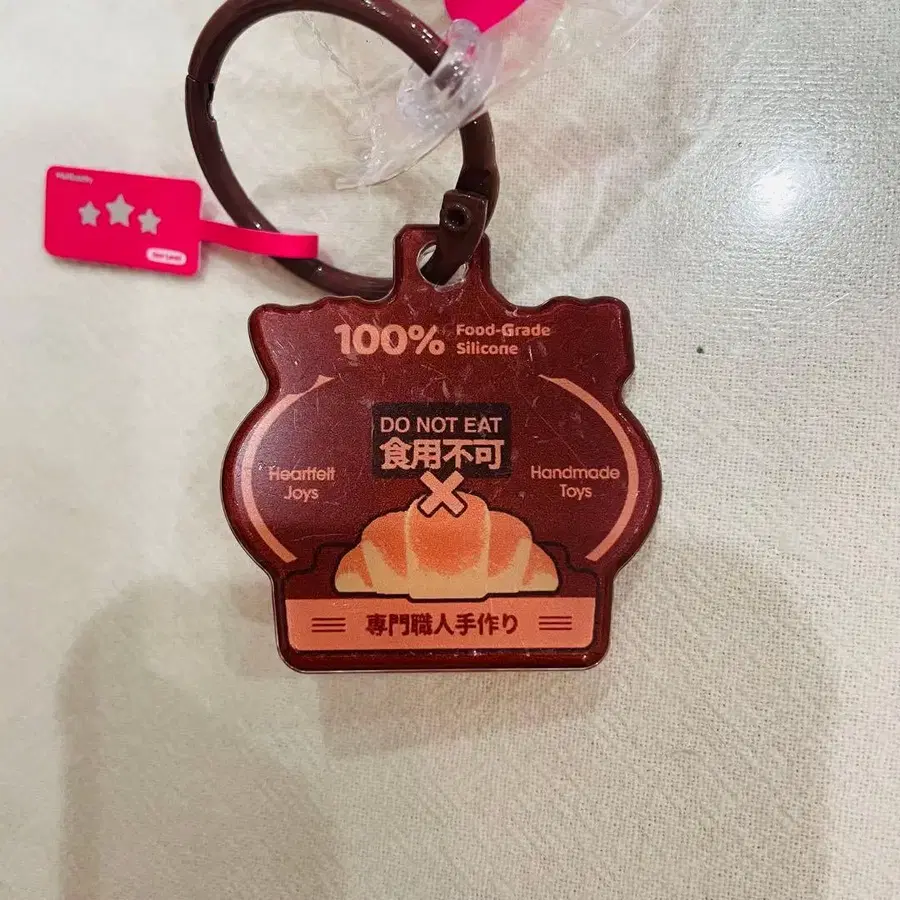 100% Food-Grade
Silicone
DO NOT EAT
食用不可
Heartfelt
Joys
Handmade
Toys
専門職人手作り